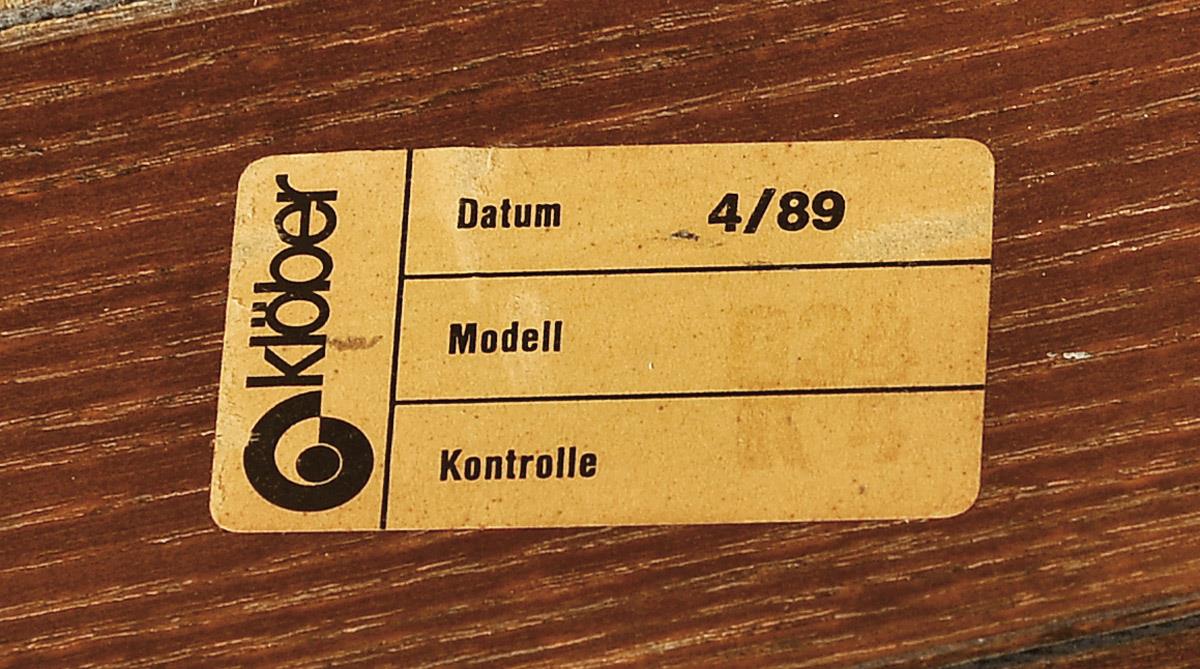 klöber
Datum 4/89
Modell
Kontrolle